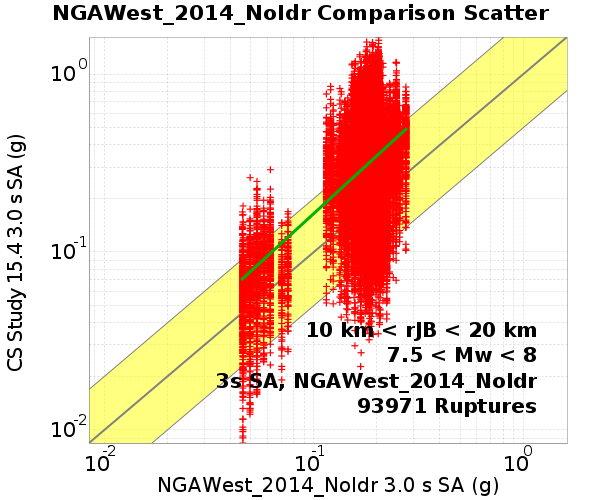 NGAWest_2014_NoIdr Comparison Scatter
CS Study 15.4 3.0 s SA (g)
10⁰
10⁻¹
10⁻²
10 km < rJB < 20 km
7.5 < Mw < 8
3s SA, NGAWest_2014_NoIdr
93971 Ruptures
10⁻² 10⁻¹ 10⁰
NGAWest_2014_NoIdr 3.0 s SA (g)